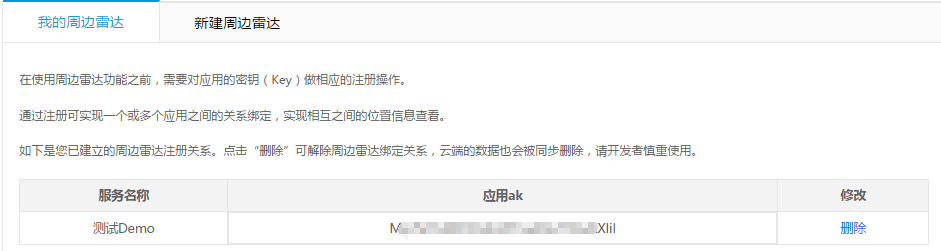 我的周边雷达 新建周边雷达
在使用周边雷达功能之前，需要对应用的密钥（Key）做相应的注册操作。
通过注册可实现一个或多个应用之间的关系绑定，实现相互之间的位置信息查看。
如下是您已建立的周边雷达注册关系。点击“删除”可解除周边雷达绑定关系，云端的数据也会被同步删除，请开发者慎重使用。
服务名称 应用ak 修改
测试Demo 删除